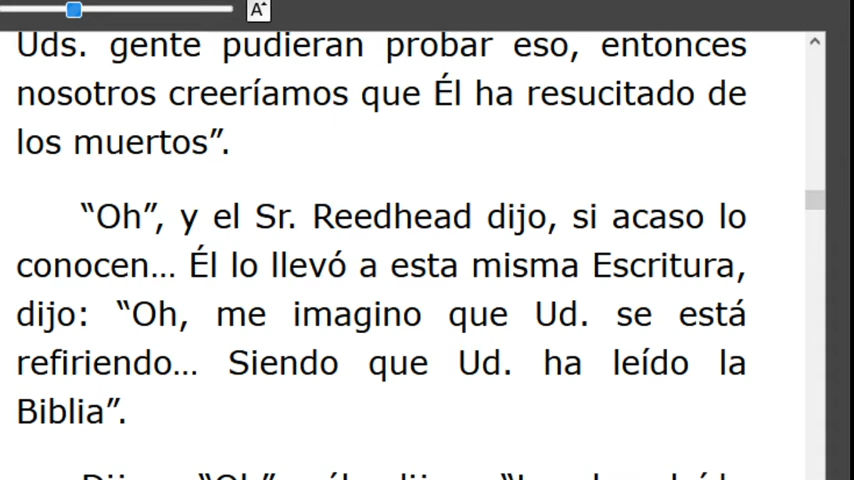 A
Uds. gente pudieran probar eso, entonces
nosotros creeríamos que Él ha resucitado de
los muertos”.
“Oh”, y el Sr. Reedhead dijo, si acaso lo
conocen… Él lo llevó a esta misma Escritura,
dijo: “Oh, me imagino que Ud. se está
refiriendo… Siendo que Ud. ha leído la
Biblia”.